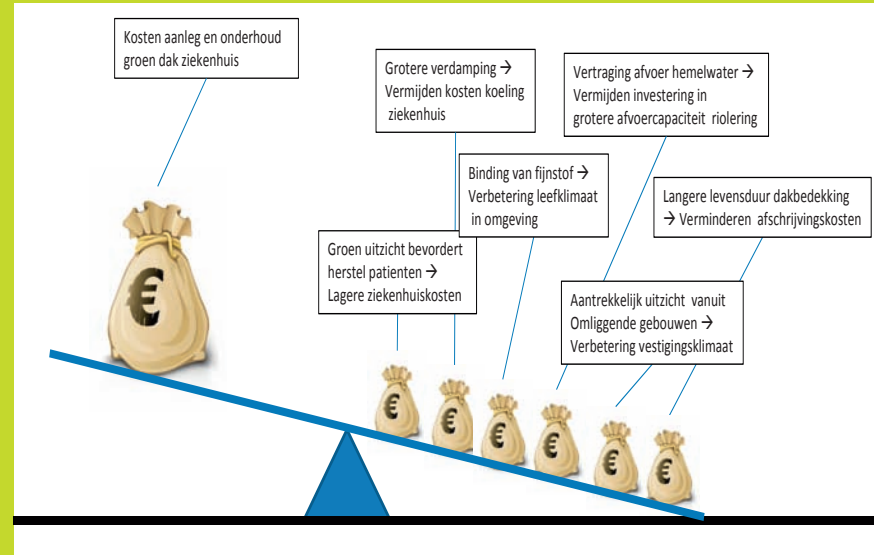 Kosten aanleg en onderhoud
groen dak ziekenhuis
Grotere verdamping →
Vermijden kosten koeling
ziekenhuis
Vertraging afvoer hemelwater →
Vermijden investering in
grotere afvoercapaciteit riolering
Binding van fijnstof →
Verbetering leefklimaat
in omgeving
Langere levensduur dakbedekking
→ Verminderen afschrijvingskosten
Groen uitzicht bevordert
herstel patienten →
Lagere ziekenhuiskosten
Aantrekkelijk uitzicht vanuit
Omliggende gebouwen →
Verbetering vestigingsklimaat
€
€
€
€
€
€
€